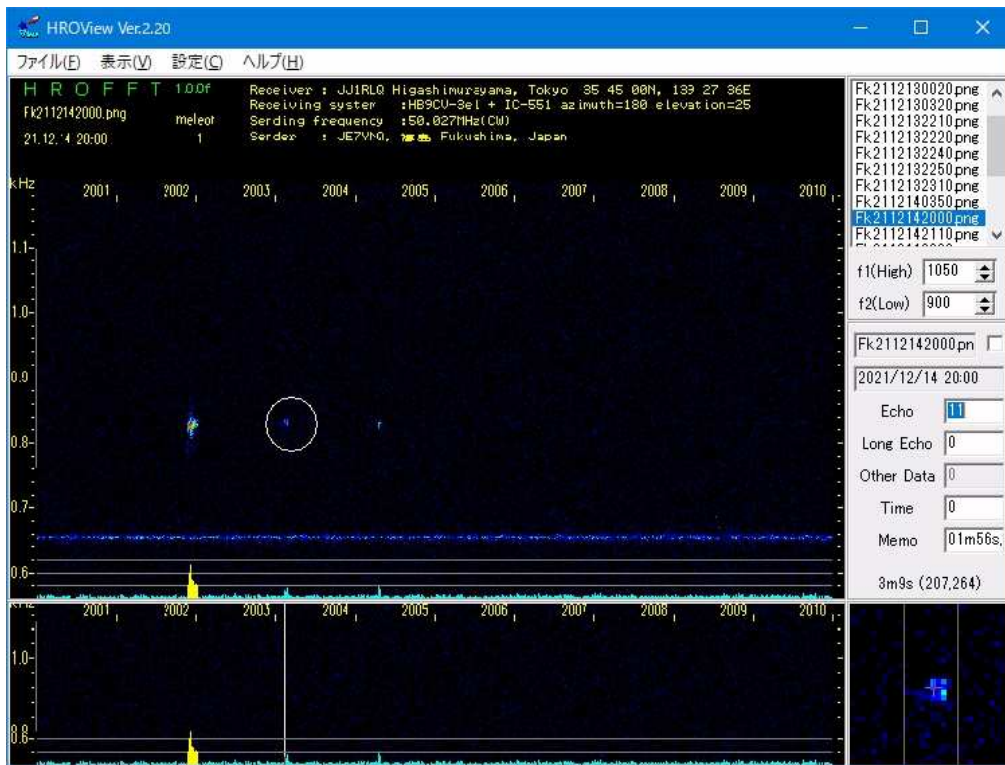 HROView Ver.2.20
ファイル(F) 表示(V) 設定(C) ヘルプ(H)
H R O F F T 1.0.0f
Fk2112142000.png meleot
21.12.'4 20:00 1
Receiver : JJ1RLQ Higashimurayama, Tokyo 35 45 00N, 139 27 36E
Receiving system :HB9CV-3el + IC-551 azimuth=180 elevation=25
Serding frequency :50.027MHz(CW)
Serder : JE7VNQ, Fukushima, Japan
kHz
2001 2002 2003 2004 2005 2006 2007 2008 2009 2010
1.1
1.0
0.9
0.8
0.7
0.6
Fk2112130020.png
Fk2112130320.png
Fk2112132210.png
Fk2112132220.png
Fk2112132240.png
Fk2112132250.png
Fk2112132310.png
Fk2112140350.png
Fk2112142000.png
Fk2112142110.png
f1(High) 1050
f2(Low) 900
Fk2112142000.pn
2021/12/14 20:00
Echo 11
Long Echo 0
Other Data 0
Time 0
Memo 01m56s,
3m9s (207,264)
2001 2002 2003 2004 2005 2006 2007 2008 2009 2010
1.0